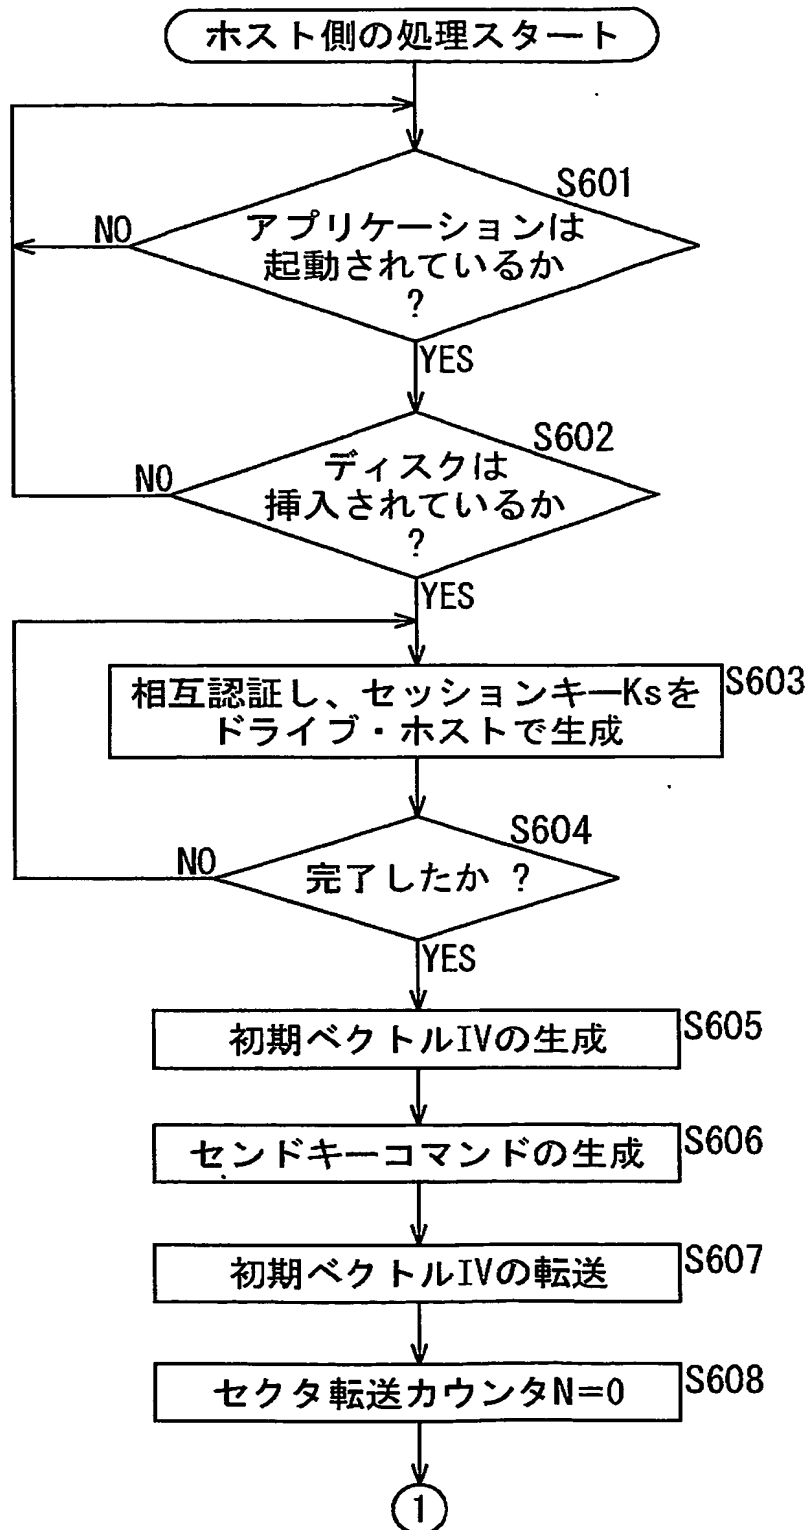 ホスト側の処理スタート
S601
NO
アプリケーションは
起動されているか
?
YES
S602
NO
ディスクは
挿入されているか
?
YES
S603
相互認証し、セッションキーKsを
ドライブ・ホストで生成
S604
NO
完了したか ?
YES
初期ベクトルIVの生成
S605
センドキーコマンドの生成
S606
初期ベクトルIVの転送
S607
セクタ転送カウンタN=0
S608
1